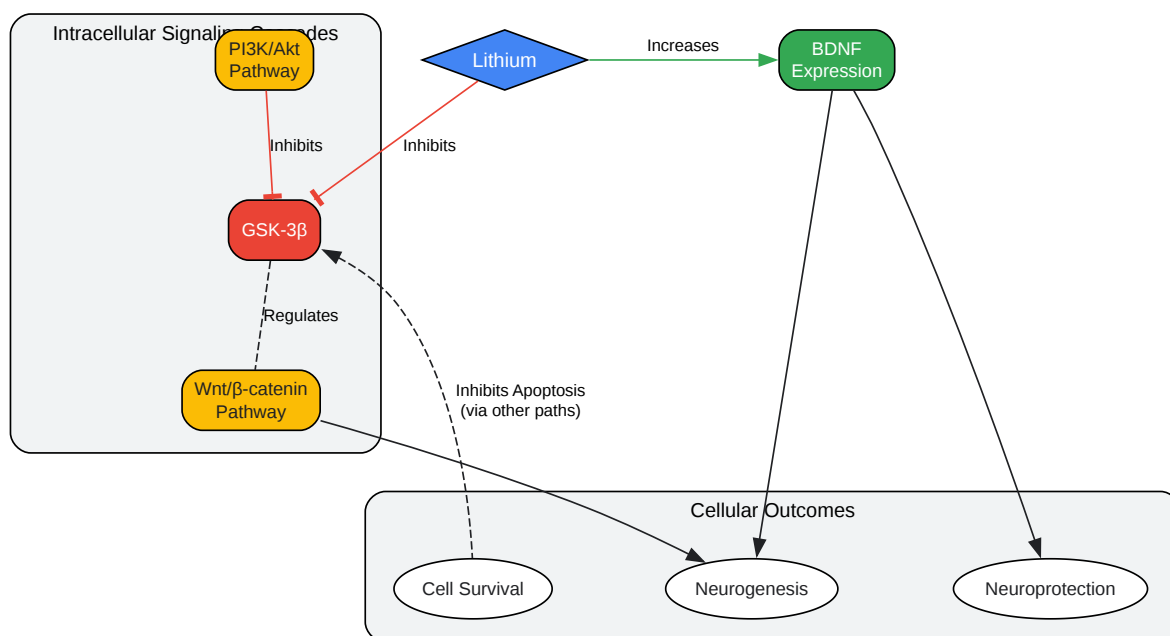 Intracellular Signaling Cascades
PI3K/Akt
Pathway
Lithium
Increases
BDNF
Expression
Inhibits
Inhibits
GSK-3β
Regulates
Wnt/β-catenin
Pathway
Inhibits Apoptosis
(via other paths)
Cellular Outcomes
Cell Survival
Neurogenesis
Neuroprotection